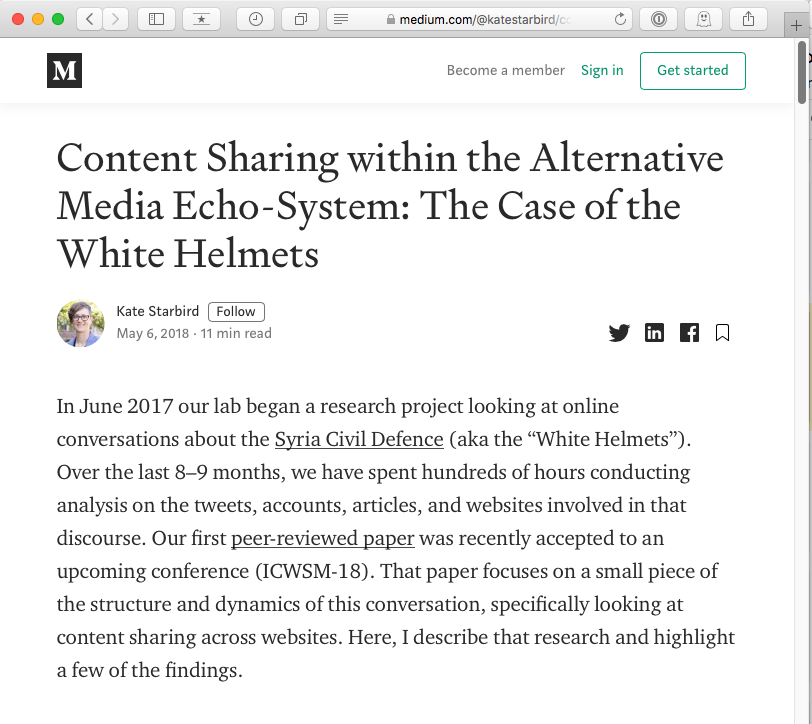 medium.com/@katestarbird/co
M
Become a member Sign in Get started
Content Sharing within the Alternative
Media Echo-System: The Case of the
White Helmets
Kate Starbird Follow
May 6, 2018 · 11 min read
In June 2017 our lab began a research project looking at online
conversations about the Syria Civil Defence (aka the “White Helmets”).
Over the last 8–9 months, we have spent hundreds of hours conducting
analysis on the tweets, accounts, articles, and websites involved in that
discourse. Our first peer-reviewed paper was recently accepted to an
upcoming conference (ICWSM-18). That paper focuses on a small piece of
the structure and dynamics of this conversation, specifically looking at
content sharing across websites. Here, I describe that research and highlight
a few of the findings.